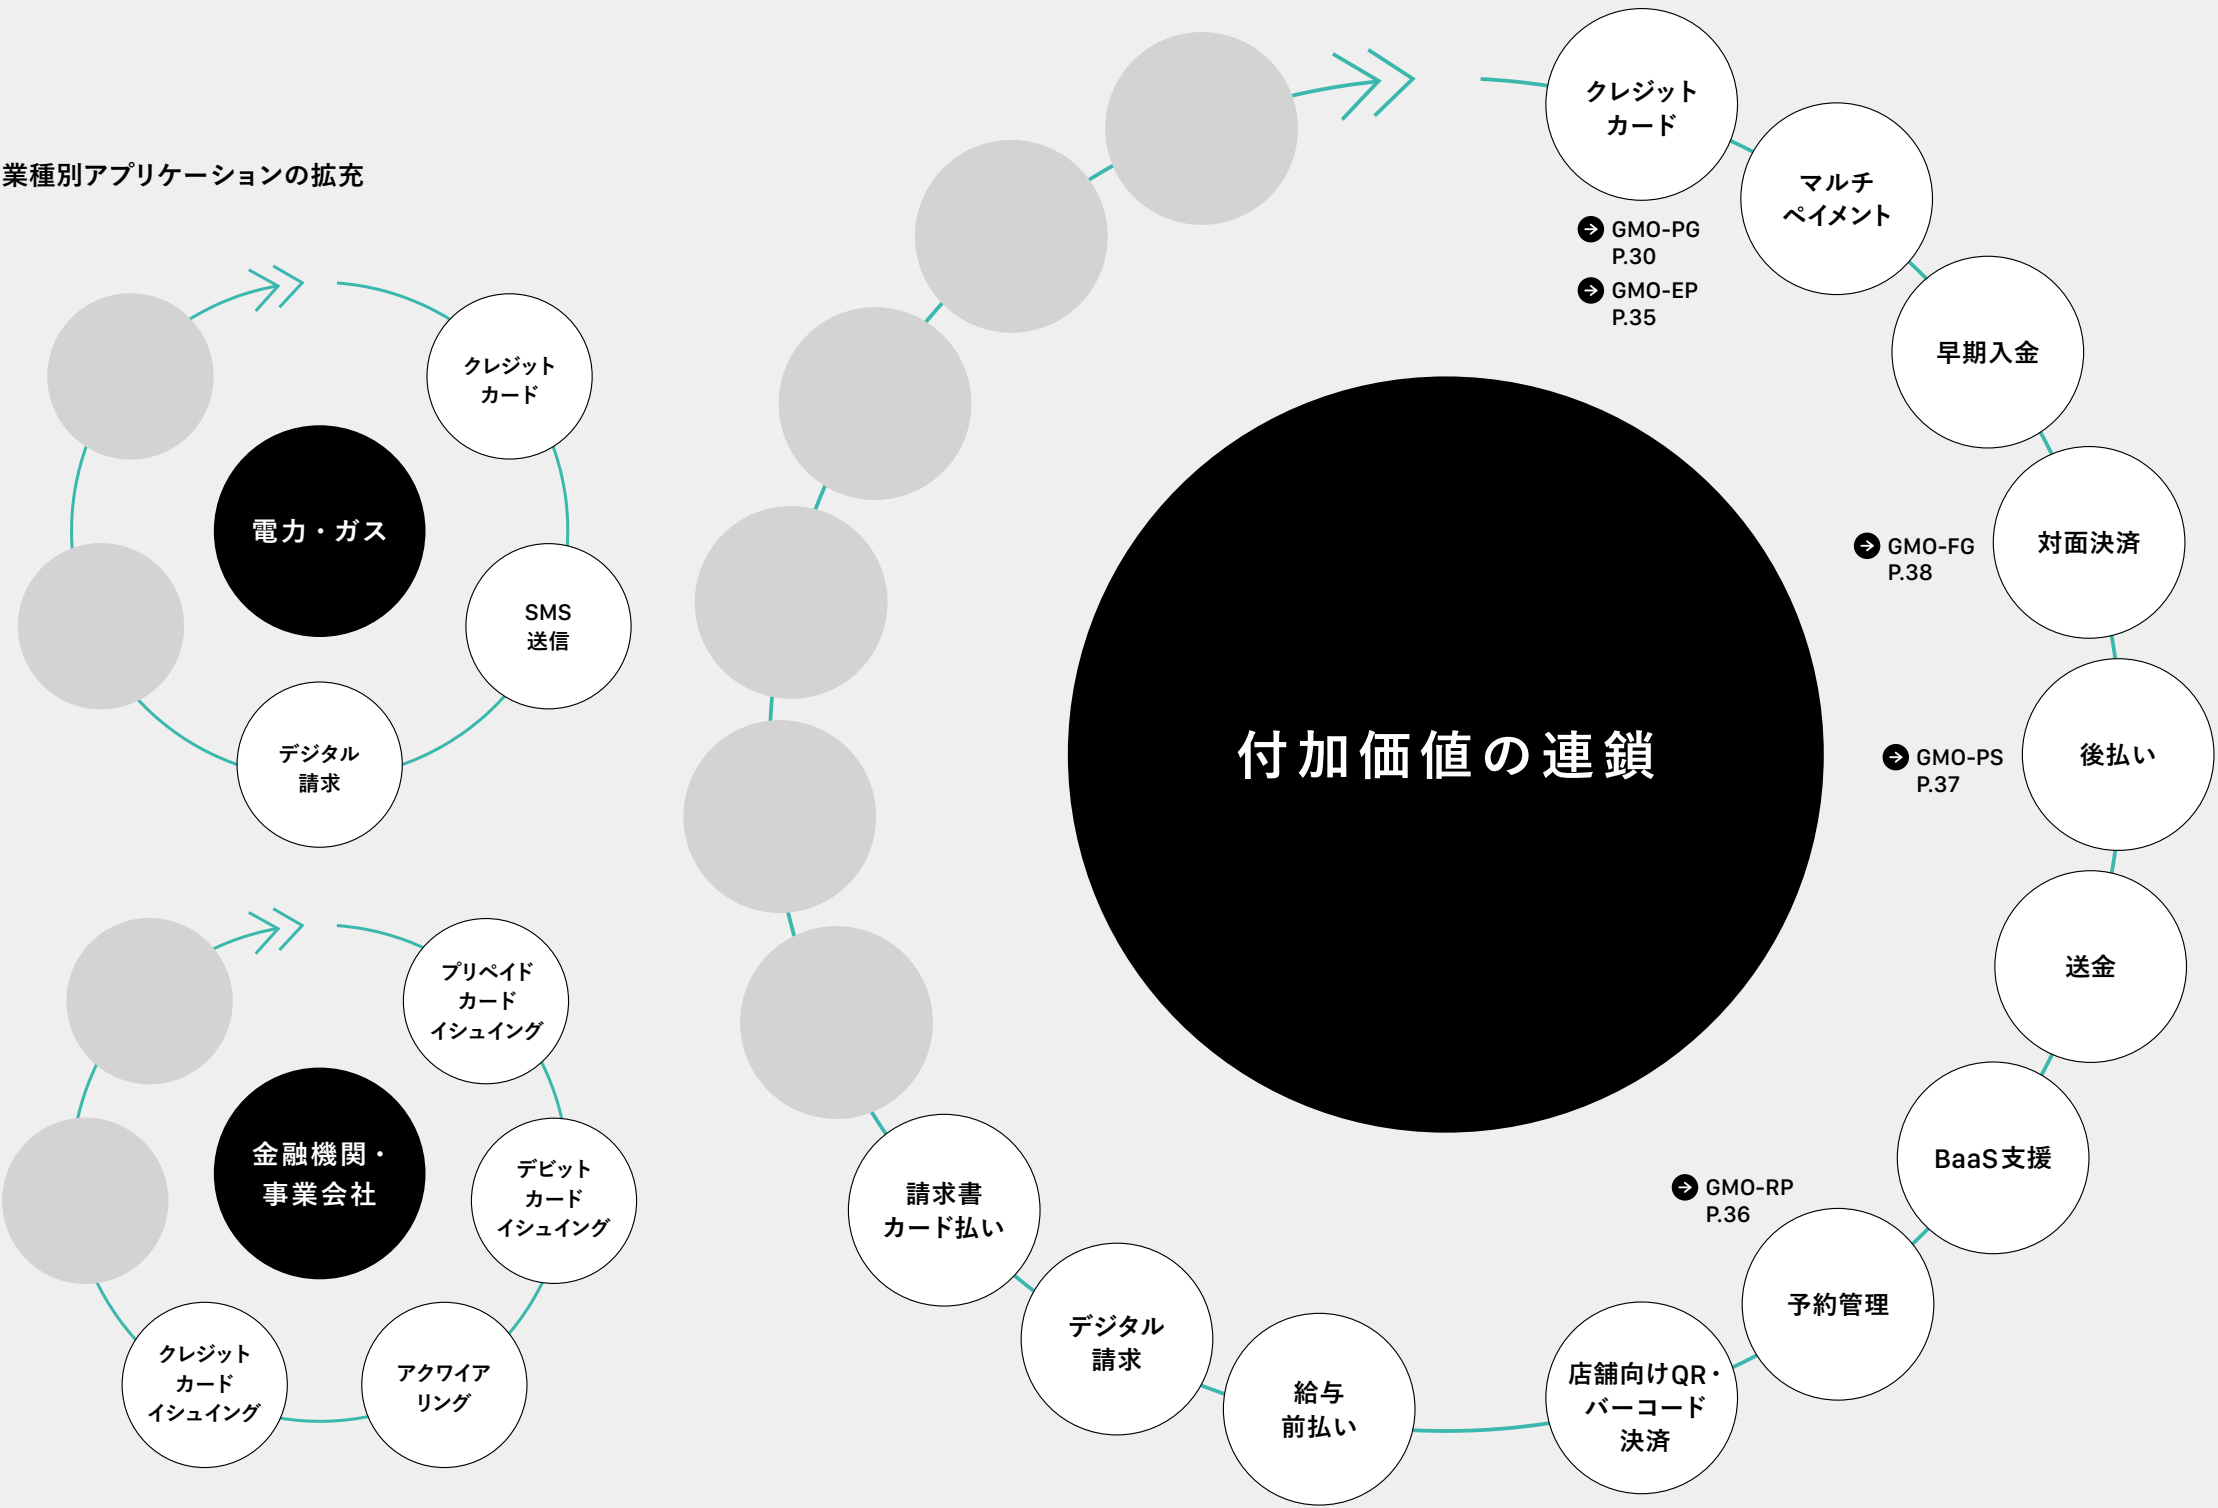 業種別アプリケーションの拡充
電力・ガス
クレジット
カード
SMS
送信
デジタル
請求
金融機関・
事業会社
プリペイド
カード
イシュイング
デビット
カード
イシュイング
アクワイア
リング
クレジット
カード
イシュイング
付加価値の連鎖
クレジット
カード
GMO-PG
P.30
GMO-EP
P.35
マルチ
ペイメント
早期入金
対面決済
GMO-FG
P.38
後払い
GMO-PS
P.37
送金
BaaS支援
予約管理
GMO-RP
P.36
店舗向けQR・
バーコード
決済
給与
前払い
デジタル
請求
請求書
カード払い